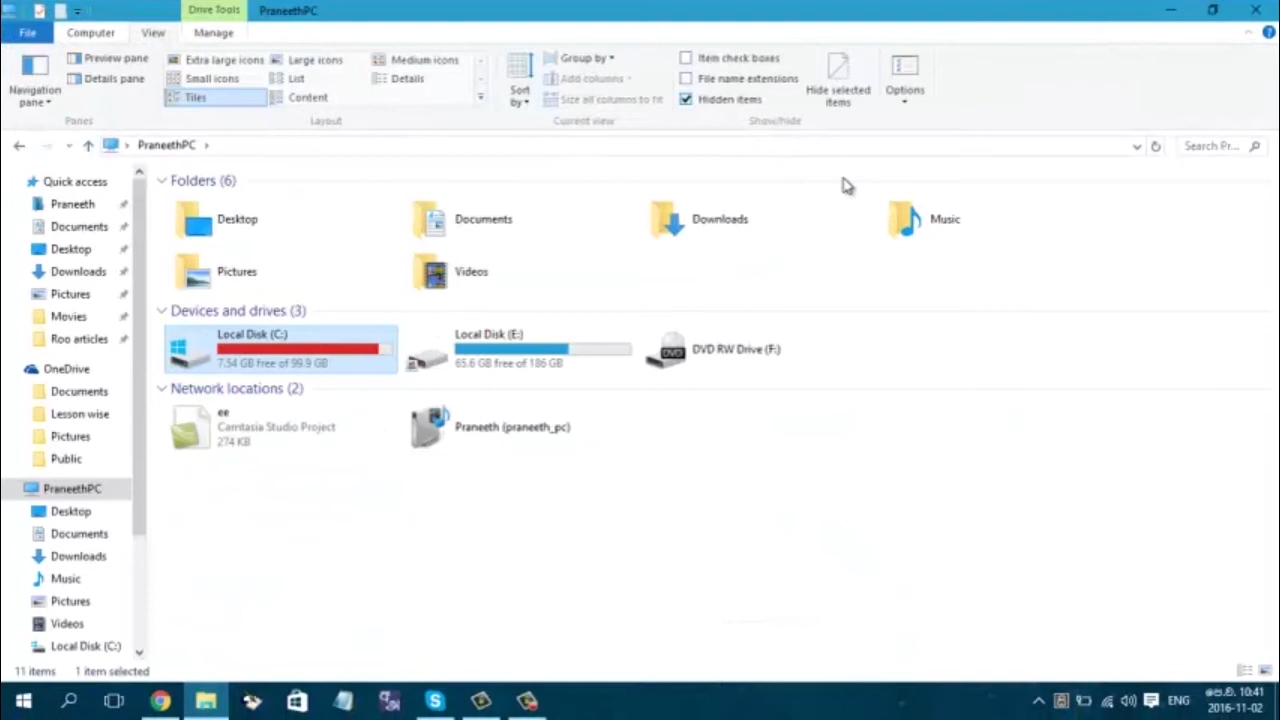 Drive Tools PraneethPC
File Computer View Manage
Preview pane
Details pane
Navigation pane
Panes
Extra large icons Large icons Medium icons
Small icons List Details
Tiles Content
Layout
Sort by
Group by
Add columns
Size all columns to fit
Current view
Item check boxes
File name extensions
Hidden items
Hide selected items
Show/hide
Options
PraneethPC
Search Pr...
Quick access
Praneeth
Documents
Desktop
Downloads
Pictures
Movies
Roo articles
OneDrive
Documents
Lesson wise
Pictures
Public
PraneethPC
Desktop
Documents
Downloads
Music
Pictures
Videos
Local Disk (C:)
Folders (6)
Desktop Documents Downloads Music
Pictures Videos
Devices and drives (3)
Local Disk (C:)
7.54 GB free of 99.9 GB
Local Disk (E:)
65.6 GB free of 186 GB
DVD
DVD RW Drive (F:)
Network locations (2)
ee
Camtasia Studio Project
274 KB
Praneeth (praneeth_pc)
11 items 1 item selected
ENG
පෙ.ව. 10:41
2016-11-02